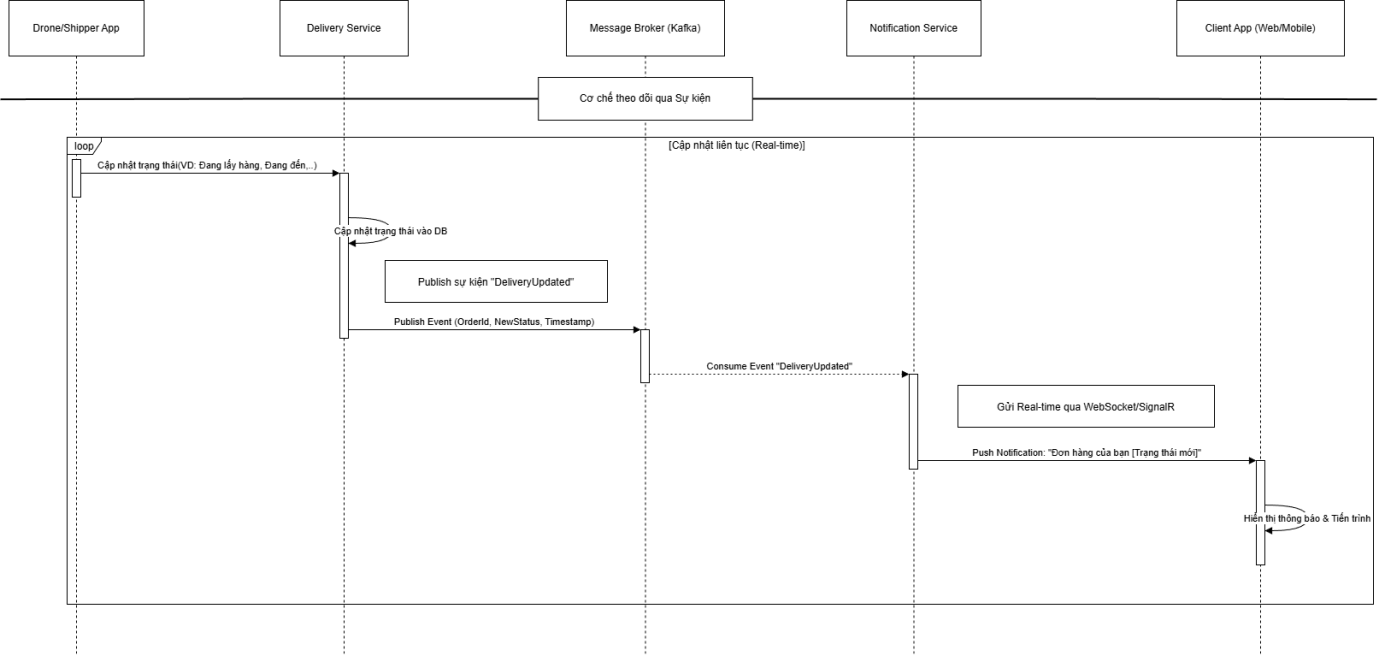 Drone/Shipper App
Delivery Service
Message Broker (Kafka)
Notification Service
Client App (Web/Mobile)
Cơ chế theo dõi qua Sự kiện
loop
[Cập nhật liên tục (Real-time)]
Cập nhật trạng thái(VD: Đang lấy hàng, Đang đến,..)
Cập nhật trạng thái vào DB
Publish sự kiện "DeliveryUpdated"
Publish Event (OrderId, NewStatus, Timestamp)
Consume Event "DeliveryUpdated"
Gửi Real-time qua WebSocket/SignalR
Push Notification: "Đơn hàng của bạn [Trạng thái mới]"
Hiển thị thông báo & Tiến trình